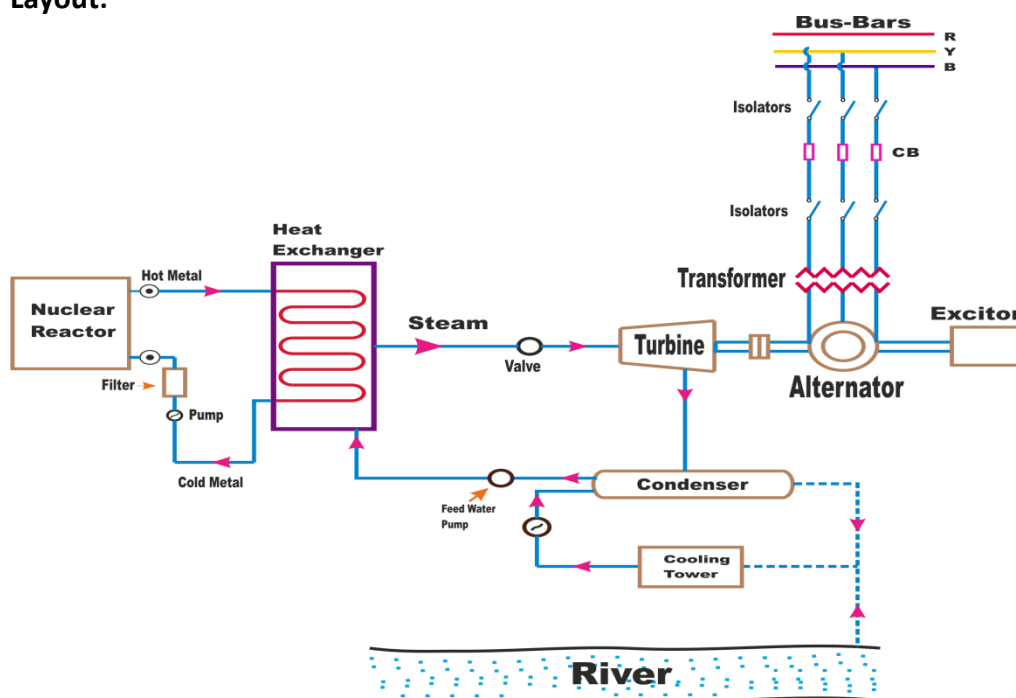 Layout:
Bus-Bars
R
Y
B
Isolators
CB
Isolators
Heat
Exchanger
Hot Metal
Transformer
Nuclear
Reactor
Steam
Excitor
Turbine
Valve
Filter
Alternator
Pump
Cold Metal
Condenser
Feed Water
Pump
Cooling
Tower
River